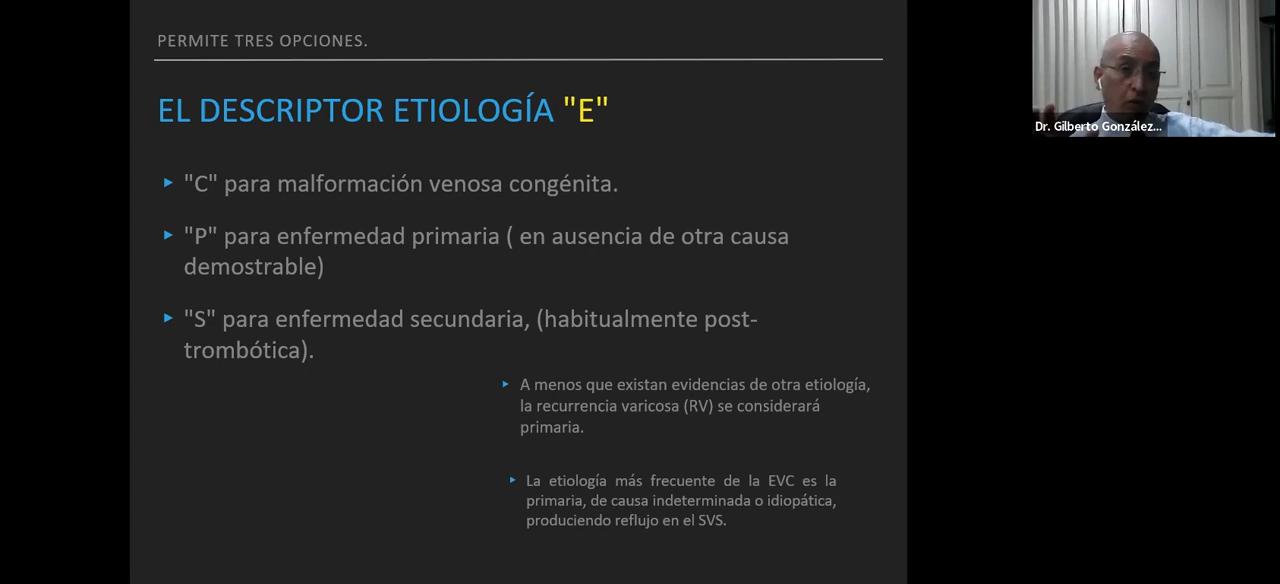 PERMITE TRES OPCIONES.
EL DESCRIPTOR ETIOLOGÍA "E"
"C" para malformación venosa congénita.
"P" para enfermedad primaria ( en ausencia de otra causa
demostrable)
"S" para enfermedad secundaria, (habitualmente post-
trombótica).
A menos que existan evidencias de otra etiología,
la recurrencia varicosa (RV) se considerará
primaria.
La etiología más frecuente de la EVC es la
primaria, de causa indeterminada o idiopática,
produciendo reflujo en el SVS.
Dr. Gilberto González...